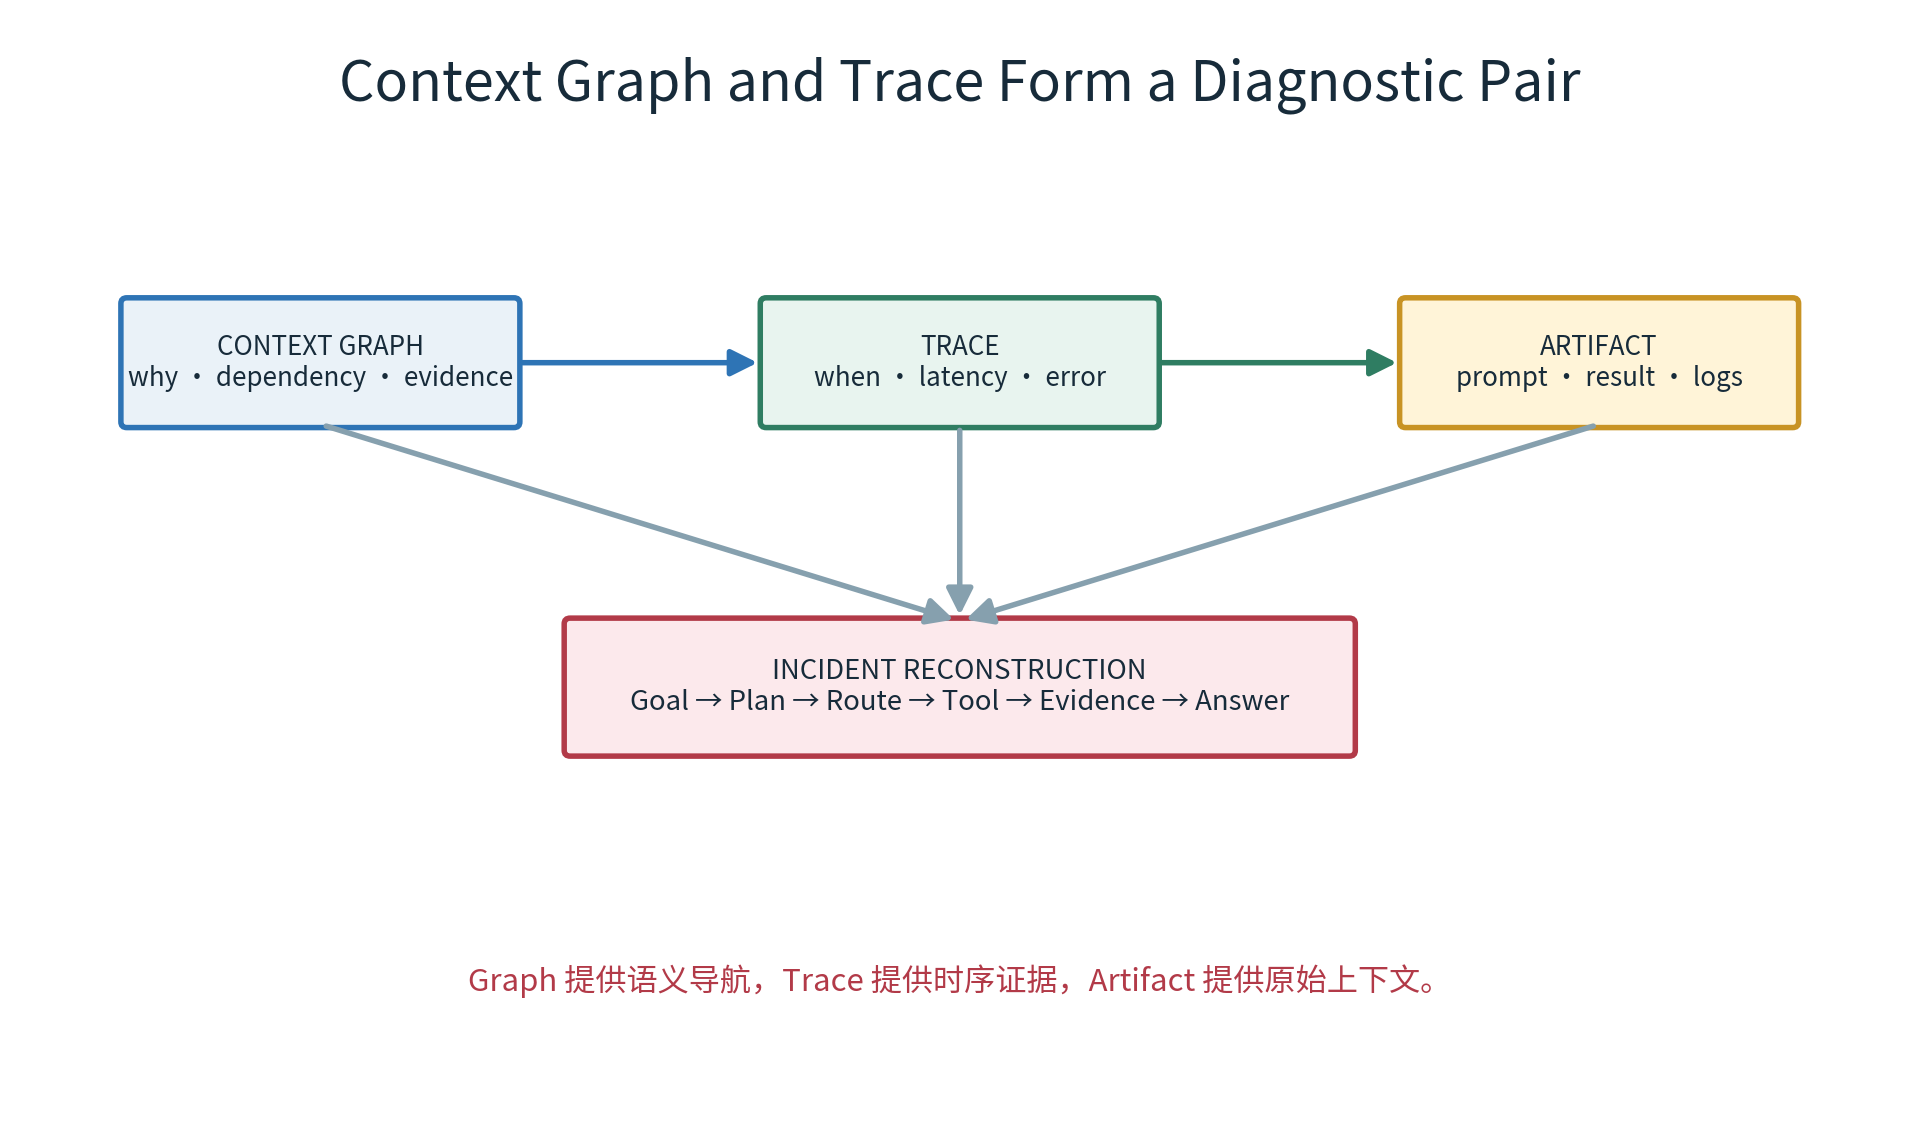 Context Graph and Trace Form a Diagnostic Pair
CONTEXT GRAPH
why • dependency • evidence
TRACE
when • latency • error
ARTIFACT
prompt • result • logs
INCIDENT RECONSTRUCTION
Goal → Plan → Route → Tool → Evidence → Answer
Graph 提供语义导航，Trace 提供时序证据，Artifact 提供原始上下文。